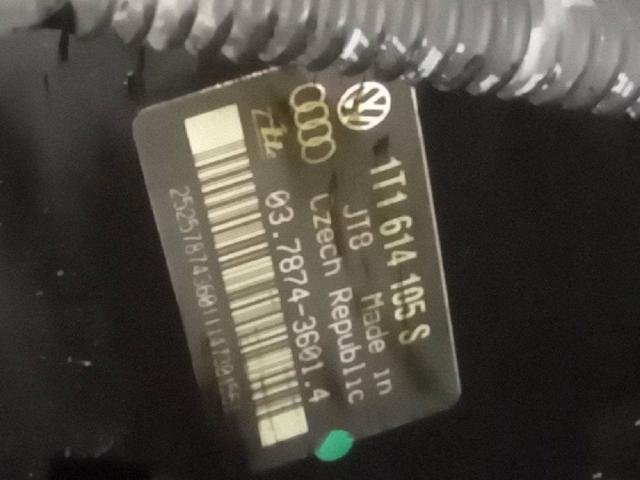 1T1 614 105 S
JT8 Made in
Czech Republic
03.7874-3601.4